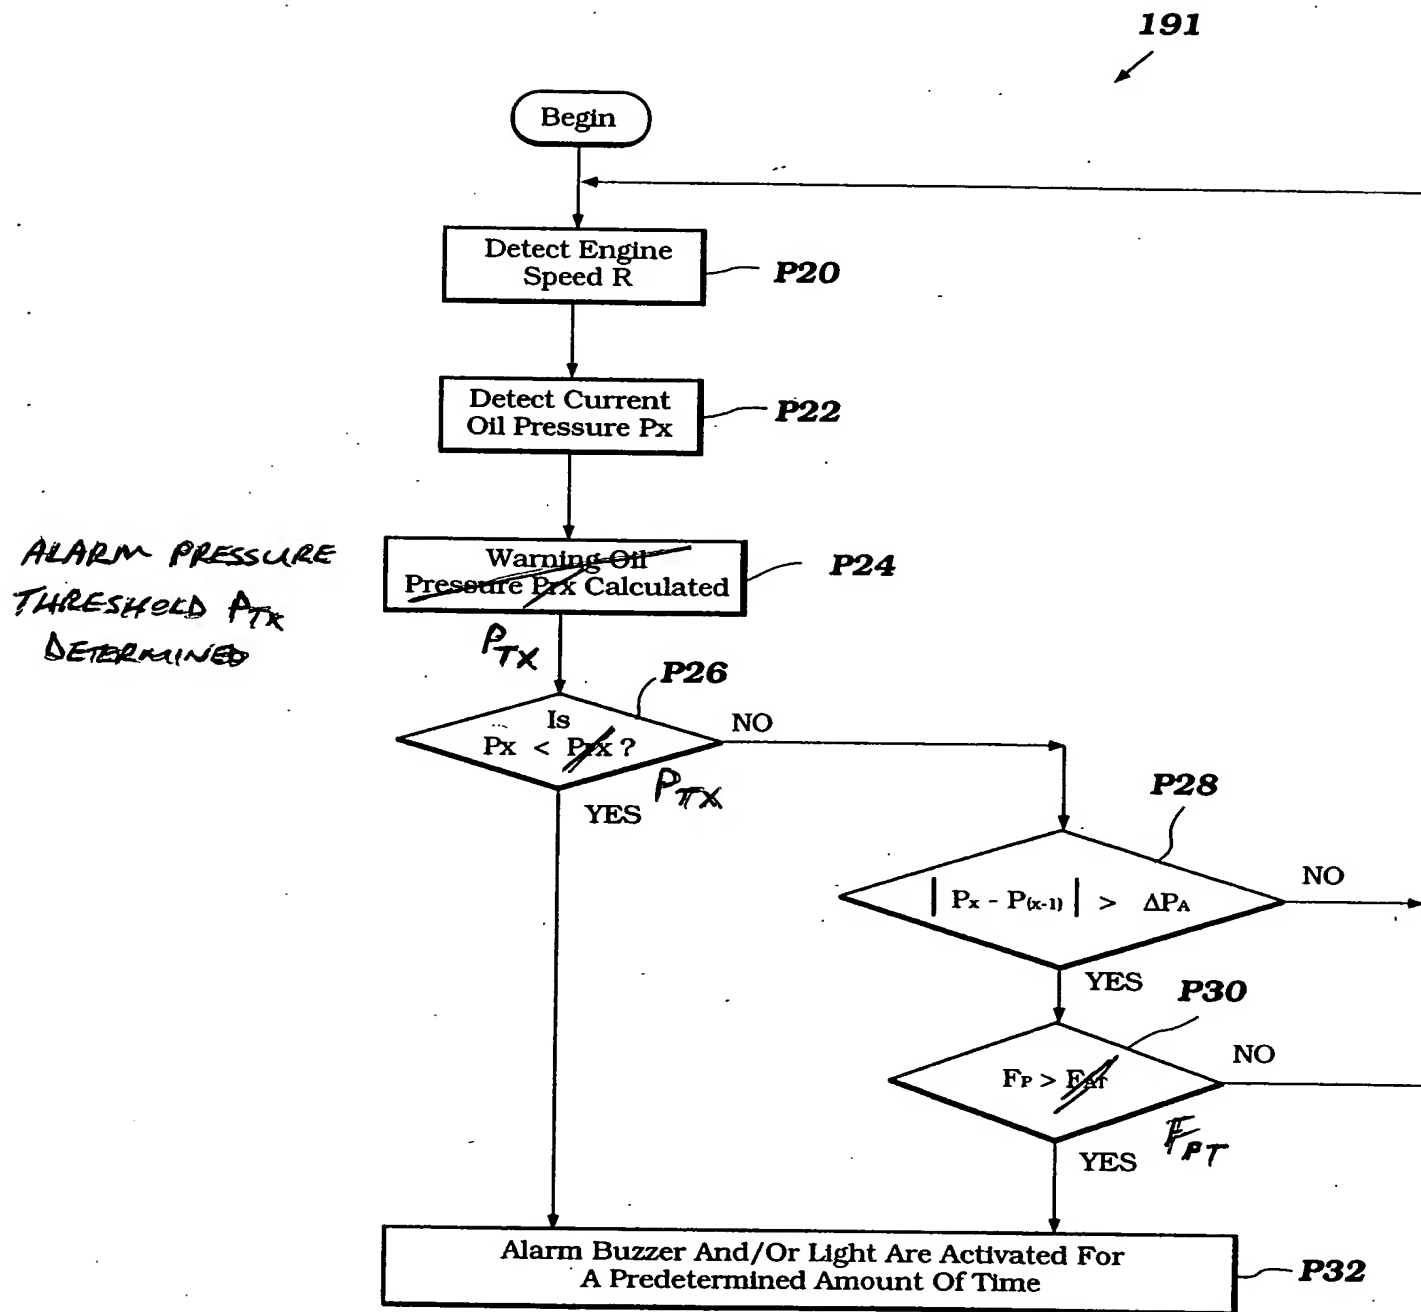 191
Begin
Detect Engine
Speed R
P20
Detect Current
Oil Pressure Px
P22
ALARM PRESSURE
THRESHOLD PTX
DETERMINED
Warning Oil
Pressure Prx Calculated
P24
PTX
P26
Is
Px < Prx ?
NO
PTX
YES
P28
| Px - P(x-1) | > ΔPA
NO
YES
P30
FP > FAT
NO
FPT
YES
Alarm Buzzer And/Or Light Are Activated For
A Predetermined Amount Of Time
P32